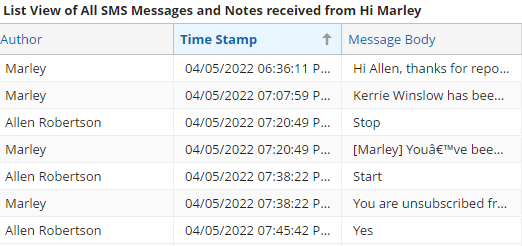 List View of All SMS Messages and Notes received from Hi Marley
Author Time Stamp Message Body
Marley 04/05/2022 06:36:11 P... Hi Allen, thanks for repo...
Marley 04/05/2022 07:07:59 P... Kerrie Winslow has bee...
Allen Robertson 04/05/2022 07:20:49 P... Stop
Marley 04/05/2022 07:20:49 P... [Marley] Youâ€™ve bee...
Allen Robertson 04/05/2022 07:38:22 P... Start
Marley 04/05/2022 07:38:22 P... You are unsubscribed fr...
Allen Robertson 04/05/2022 07:45:42 P... Yes